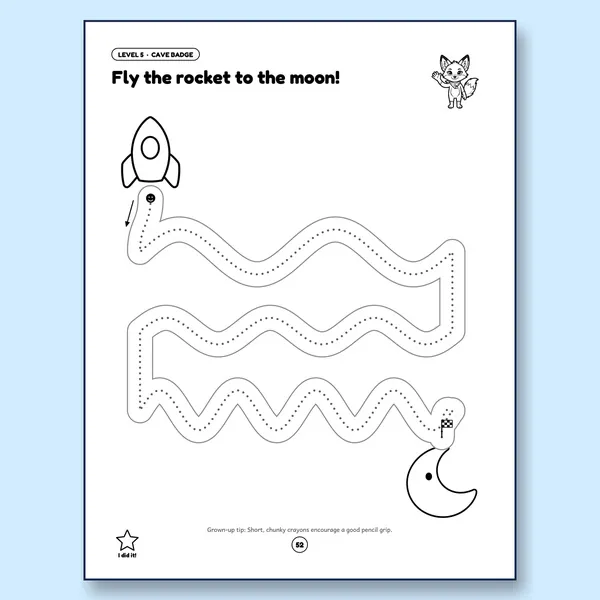 LEVEL 5 · CAVE BADGE
Fly the rocket to the moon!
Grown-up tip: Short, chunky crayons encourage a good pencil grip.
52
I did it!